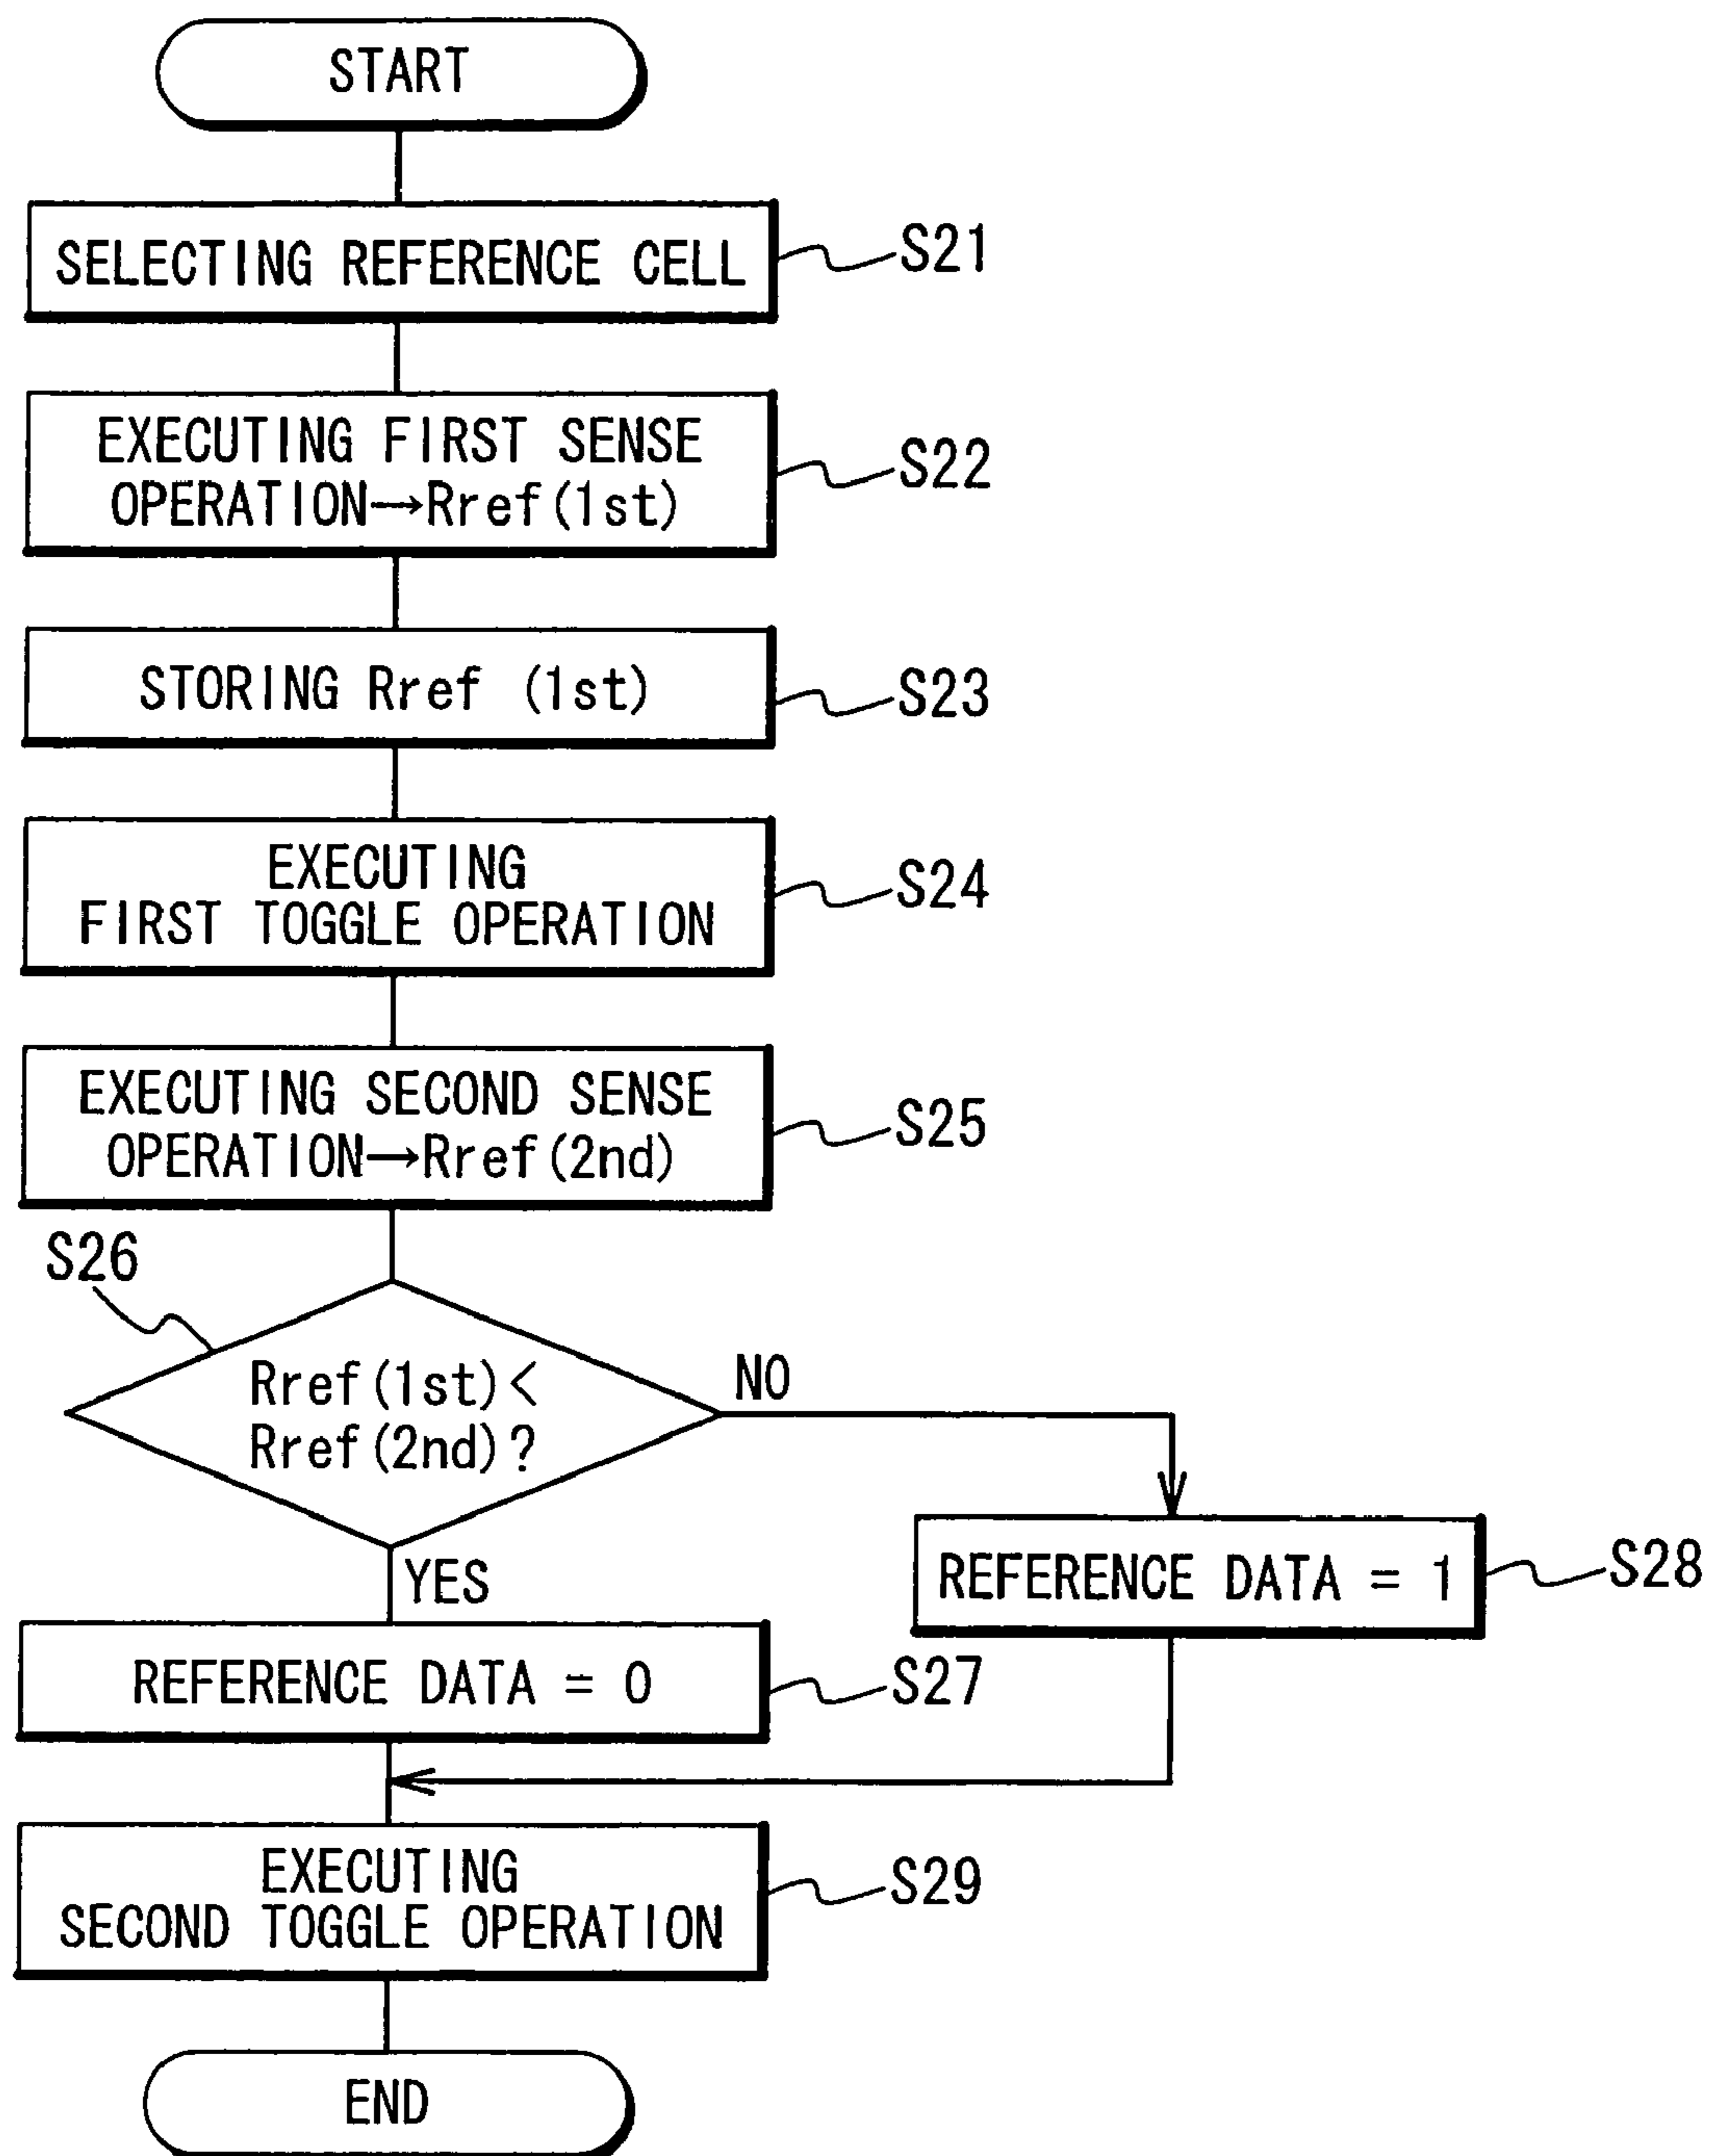 START
SELECTING REFERENCE CELL
S21
EXECUTING FIRST SENSE
OPERATION→Rref(1st)
S22
STORING Rref (1st)
S23
EXECUTING
FIRST TOGGLE OPERATION
S24
EXECUTING SECOND SENSE
OPERATION→Rref(2nd)
S25
S26
Rref(1st)<
Rref(2nd)?
NO
YES
REFERENCE DATA = 1
S28
REFERENCE DATA = 0
S27
EXECUTING
SECOND TOGGLE OPERATION
S29
END